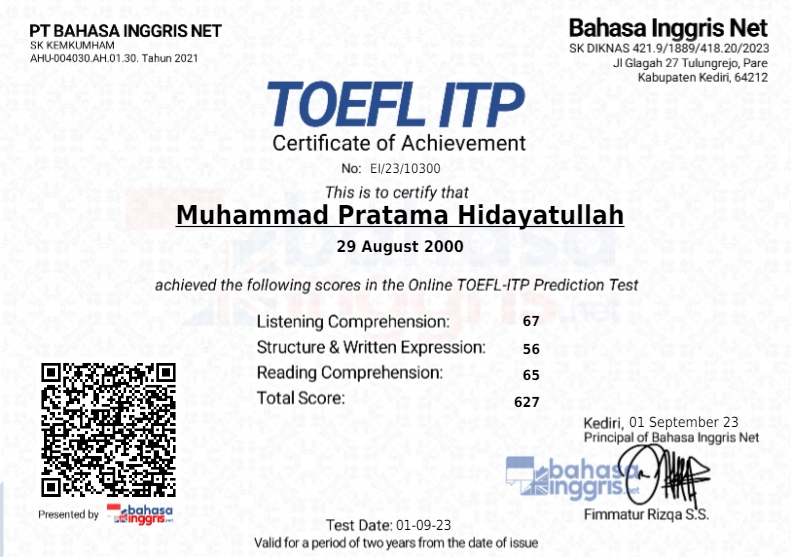 PT BAHASA INGGRIS NET
SK KEMKUMHAM
AHU-004030.AH.01.30. Tahun 2021
Bahasa Inggris Net
SK DIKNAS 421.9/1889/418.20/2023
Jl Glagah 27 Tulungrejo, Pare
Kabupaten Kediri, 64212
TOEFL ITP
Certificate of Achievement
No: EI/23/10300
This is to certify that
Muhammad Pratama Hidayatullah
29 August 2000
achieved the following scores in the Online TOEFL-ITP Prediction Test
Listening Comprehension: 67
Structure & Written Expression: 56
Reading Comprehension: 65
Total Score: 627
Kediri, 01 September 23
Principal of Bahasa Inggris Net
bahasa
inggris.net
Fimmatur Rizqa S.S.
Presented by
bahasa
inggris.net
Test Date: 01-09-23
Valid for a period of two years from the date of issue
bahasa
inggris.net